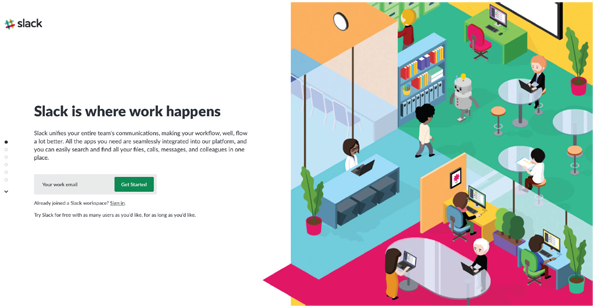 slack
Slack is where work happens
Slack unifies your entire team's communications, making your workflow, well, flow
a lot better. All the apps you need are seamlessly integrated into our platform, and
you can easily search and find all your files, calls, messages, and colleagues in one
place.
Your work email
Get Started
Already joined a Slack workspace? Sign in.
Try Slack for free with as many users as you'd like, for as long as you'd like.